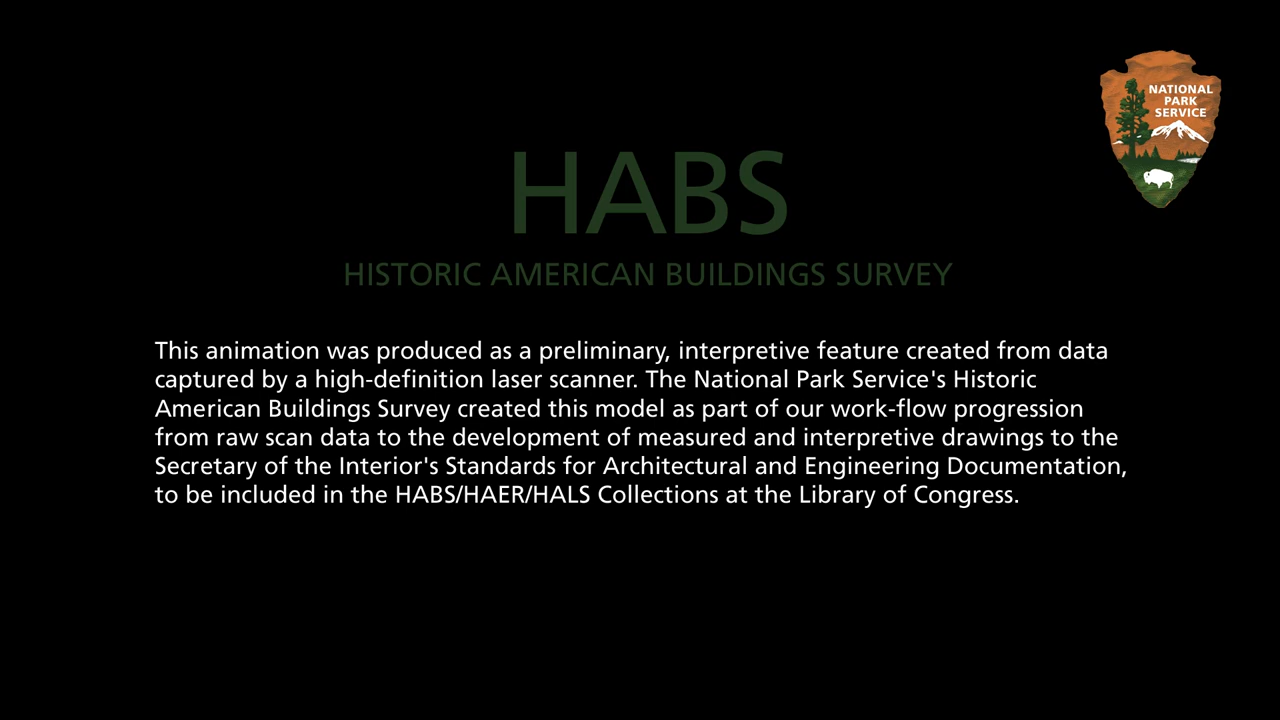 NATIONAL
PARK
SERVICE
HABS
HISTORIC AMERICAN BUILDINGS SURVEY
This animation was produced as a preliminary, interpretive feature created from data
captured by a high-definition laser scanner. The National Park Service's Historic
American Buildings Survey created this model as part of our work-flow progression
from raw scan data to the development of measured and interpretive drawings to the
Secretary of the Interior's Standards for Architectural and Engineering Documentation,
to be included in the HABS/HAER/HALS Collections at the Library of Congress.